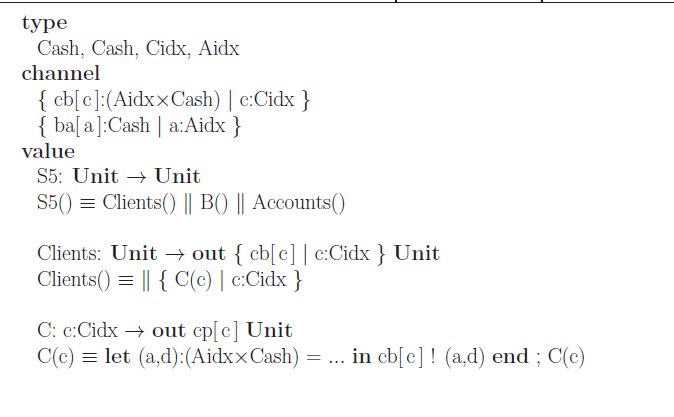 type
Cash, Cash, Cidx, Aidx
channel
{ cb[c]:(Aidx×Cash) | c:Cidx }
{ ba[a]:Cash | a:Aidx }
value
S5: Unit → Unit
S5() ≡ Clients() ∥ B() ∥ Accounts()
Clients: Unit → out { cb[c] | c:Cidx } Unit
Clients() ≡ ∥ { C(c) | c:Cidx }
C: c:Cidx → out cp[c] Unit
C(c) ≡ let (a,d):(Aidx×Cash) = ... in cb[c] ! (a,d) end ; C(c)